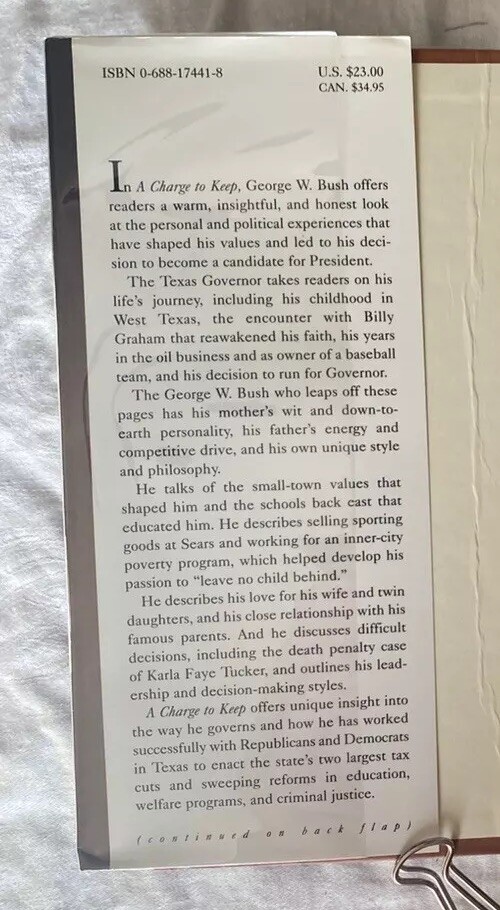 ISBN 0-688-17441-8
U.S. $23.00
CAN. $34.95
In A Charge to Keep, George W. Bush offers
readers a warm, insightful, and honest look
at the personal and political experiences that
have shaped his values and led to his deci-
sion to become a candidate for President.
The Texas Governor takes readers on his
life's journey, including his childhood in
West Texas, the encounter with Billy
Graham that reawakened his faith, his years
in the oil business and as owner of a baseball
team, and his decision to run for Governor.
The George W. Bush who leaps off these
pages has his mother's wit and down-to-
earth personality, his father's energy and
competitive drive, and his own unique style
and philosophy.
He talks of the small-town values that
shaped him and the schools back east that
educated him. He describes selling sporting
goods at Sears and working for an inner-city
poverty program, which helped develop his
passion to “leave no child behind.”
He describes his love for his wife and twin
daughters, and his close relationship with his
famous parents. And he discusses difficult
decisions, including the death penalty case
of Karla Faye Tucker, and outlines his lead-
ership and decision-making styles.
A Charge to Keep offers unique insight into
the way he governs and how he has worked
successfully with Republicans and Democrats
in Texas to enact the state's two largest tax
cuts and sweeping reforms in education,
welfare programs, and criminal justice.
(continued on back flap)